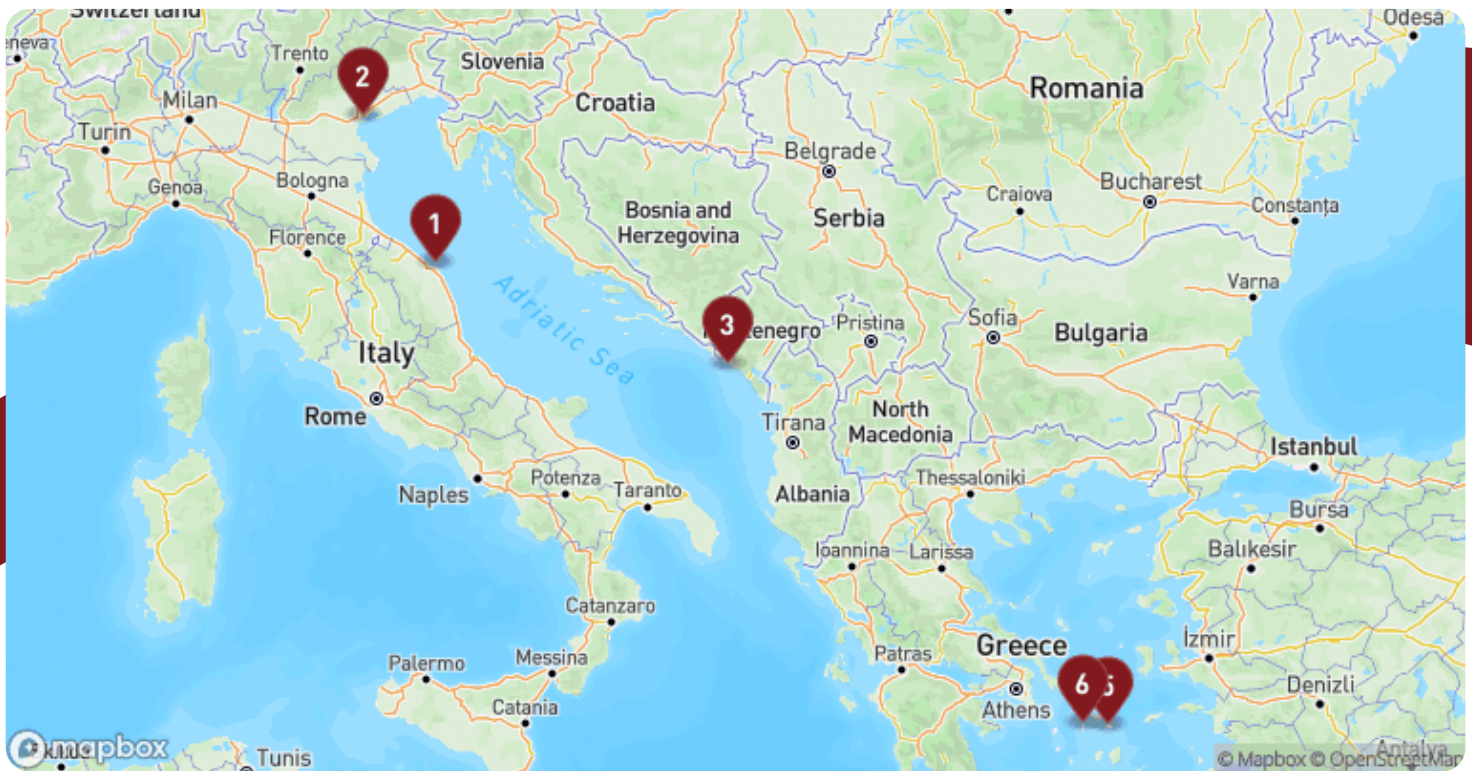 Switzerland
Odesa
eneva
Trento
2
Slovenia
Milan
Croatia
Romania
Turin
Belgrade
Genoa
Bologna
Bosnia and
Herzegovina
Serbia
Craiova
Bucharest
Constanța
1
Florence
Adriatic Sea
Varna
3
tenegro
Pristina
Sofia
Bulgaria
Italy
Rome
Tirana
North
Macedonia
Istanbul
Naples
Potenza
Taranto
Albania
Thessaloniki
Bursa
Ioannina
Larissa
Balıkesir
Catanzaro
Palermo
Messina
Patras
Greece
İzmir
6
5
Catania
Athens
Denizli
mapbox
Tunis
Antalya
© Mapbox © OpenStreetMap